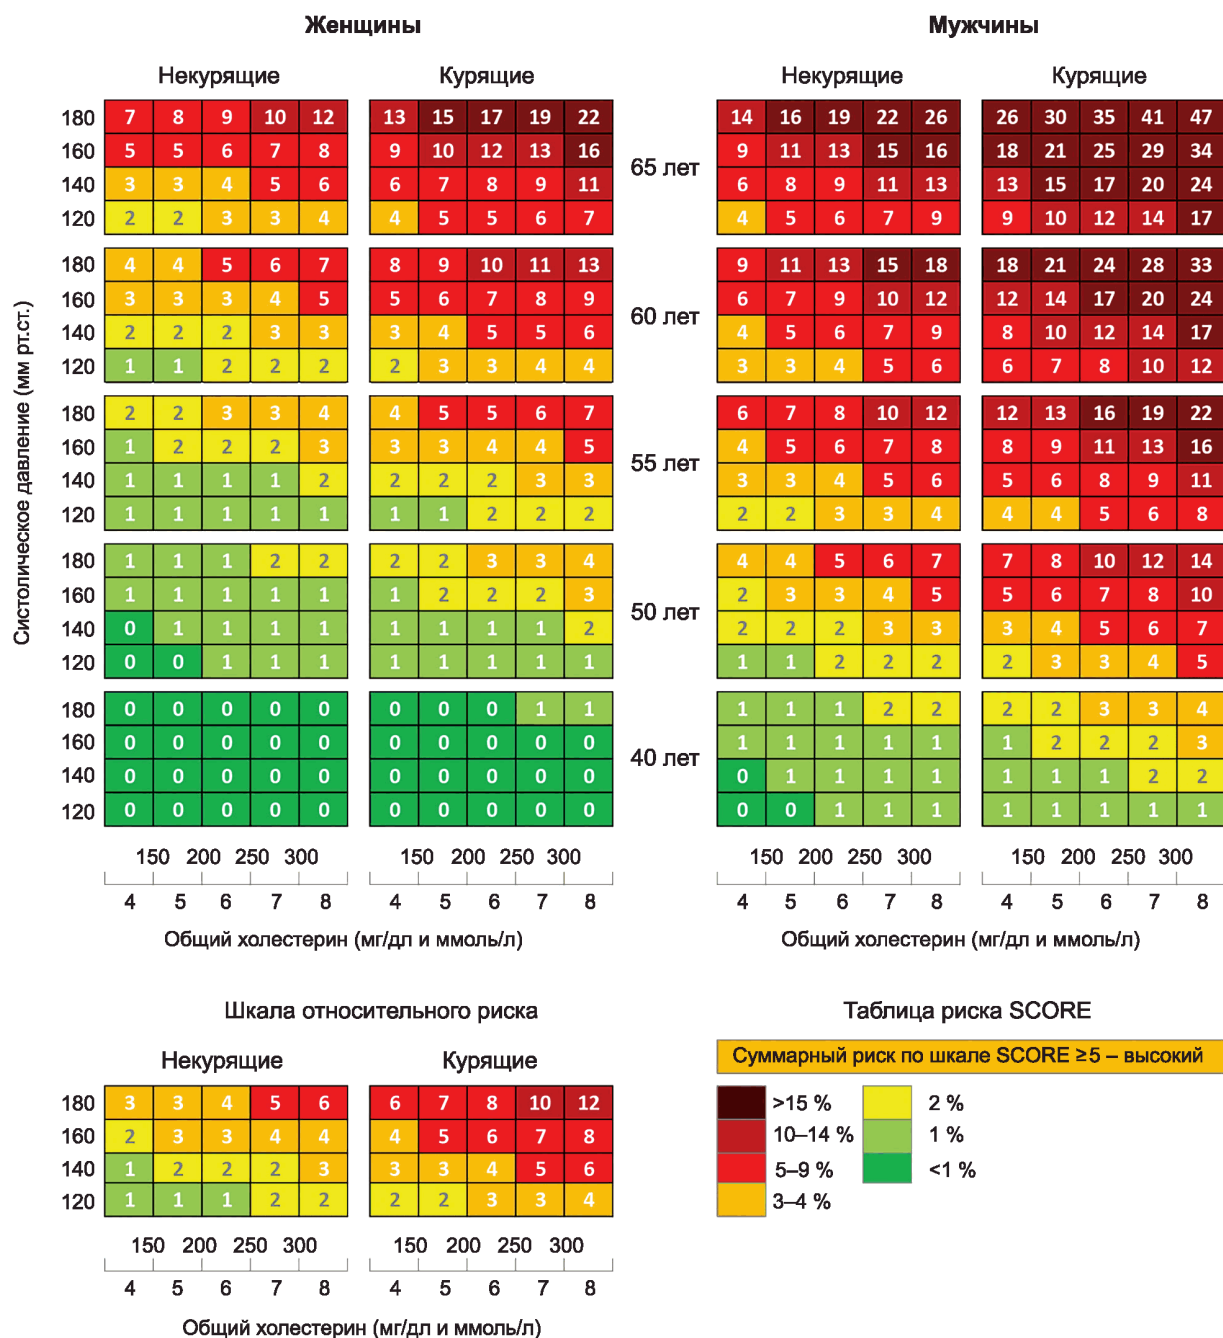 Женщины Мужчины
Некурящие Курящие Некурящие Курящие
180 7 8 9 10 12 13 15 17 19 22 14 16 19 22 26 26 30 35 41 47
160 5 5 6 7 8 9 10 12 13 16 9 11 13 15 16 18 21 25 29 34
65 лет
140 3 3 4 5 6 6 7 8 9 11 6 8 9 11 13 13 15 17 20 24
120 2 2 3 3 4 4 5 5 6 7 4 5 6 7 9 9 10 12 14 17
180 4 4 5 6 7 8 9 10 11 13 9 11 13 15 18 18 21 24 28 33
160 3 3 3 4 5 5 6 7 8 9 6 7 9 10 12 12 14 17 20 24
60 лет
140 2 2 2 3 3 3 4 5 5 6 4 5 6 7 9 8 10 12 14 17
120 1 1 2 2 2 2 3 3 4 4 3 3 4 5 6 6 7 8 10 12
180 2 2 3 3 4 4 5 5 6 7 6 7 8 10 12 12 13 16 19 22
160 1 2 2 2 3 3 3 4 4 5 4 5 6 7 8 8 9 11 13 16
55 лет
140 1 1 1 1 2 2 2 2 3 3 3 3 4 5 6 5 6 8 9 11
120 1 1 1 1 1 1 1 2 2 2 2 2 3 3 4 4 4 5 6 8
180 1 1 1 2 2 2 2 3 3 4 4 4 5 6 7 7 8 10 12 14
160 1 1 1 1 1 1 2 2 2 3 2 3 3 4 5 5 6 7 8 10
50 лет
140 0 1 1 1 1 1 1 1 1 2 2 2 2 3 3 3 4 5 6 7
120 0 0 1 1 1 1 1 1 1 1 1 1 2 2 2 2 3 3 4 5
180 0 0 0 0 0 0 0 0 1 1 1 1 1 2 2 2 2 3 3 4
160 0 0 0 0 0 0 0 0 0 0 1 1 1 1 1 1 2 2 2 3
40 лет
140 0 0 0 0 0 0 0 0 0 0 0 1 1 1 1 1 1 1 2 2
120 0 0 0 0 0 0 0 0 0 0 0 0 1 1 1 1 1 1 1 1
Систолическое давление (мм рт.ст.)
150 200 250 300 150 200 250 300 150 200 250 300 150 200 250 300
4 5 6 7 8 4 5 6 7 8 4 5 6 7 8 4 5 6 7 8
Общий холестерин (мг/дл и ммоль/л) Общий холестерин (мг/дл и ммоль/л)
Шкала относительного риска
Некурящие Курящие
180 3 3 4 5 6 6 7 8 10 12
160 2 3 3 4 4 4 5 6 7 8
140 1 2 2 2 3 3 3 4 5 6
120 1 1 1 2 2 2 2 3 3 4
150 200 250 300 150 200 250 300
4 5 6 7 8 4 5 6 7 8
Общий холестерин (мг/дл и ммоль/л)
Таблица риска SCORE
Суммарный риск по шкале SCORE ≥5 – высокий
>15 % 2 %
10–14 % 1 %
5–9 % <1 %
3–4 %